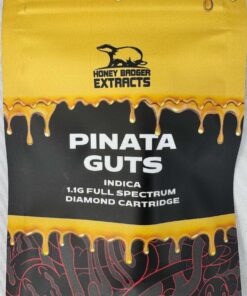 HONEY BADGER
EXTRACTS
PINATA
GUTS
INDICA
1.1G FULL SPECTRUM
DIAMOND CARTRIDGE